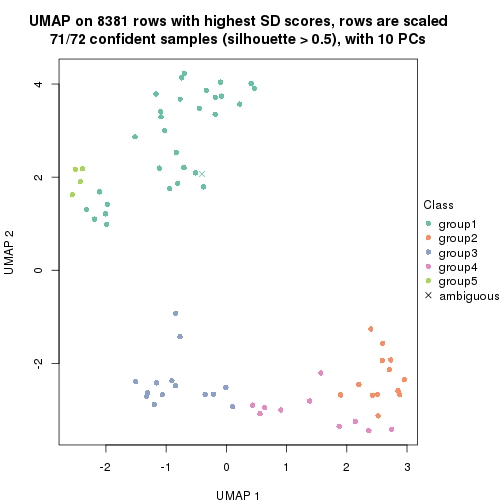 UMAP on 8381 rows with highest SD scores, rows are scaled
71/72 confident samples (silhouette > 0.5), with 10 PCs
4
2
0
-2
UMAP 2
-2
-1
0
1
2
3
UMAP 1
Class
group1
group2
group3
group4
group5
ambiguous